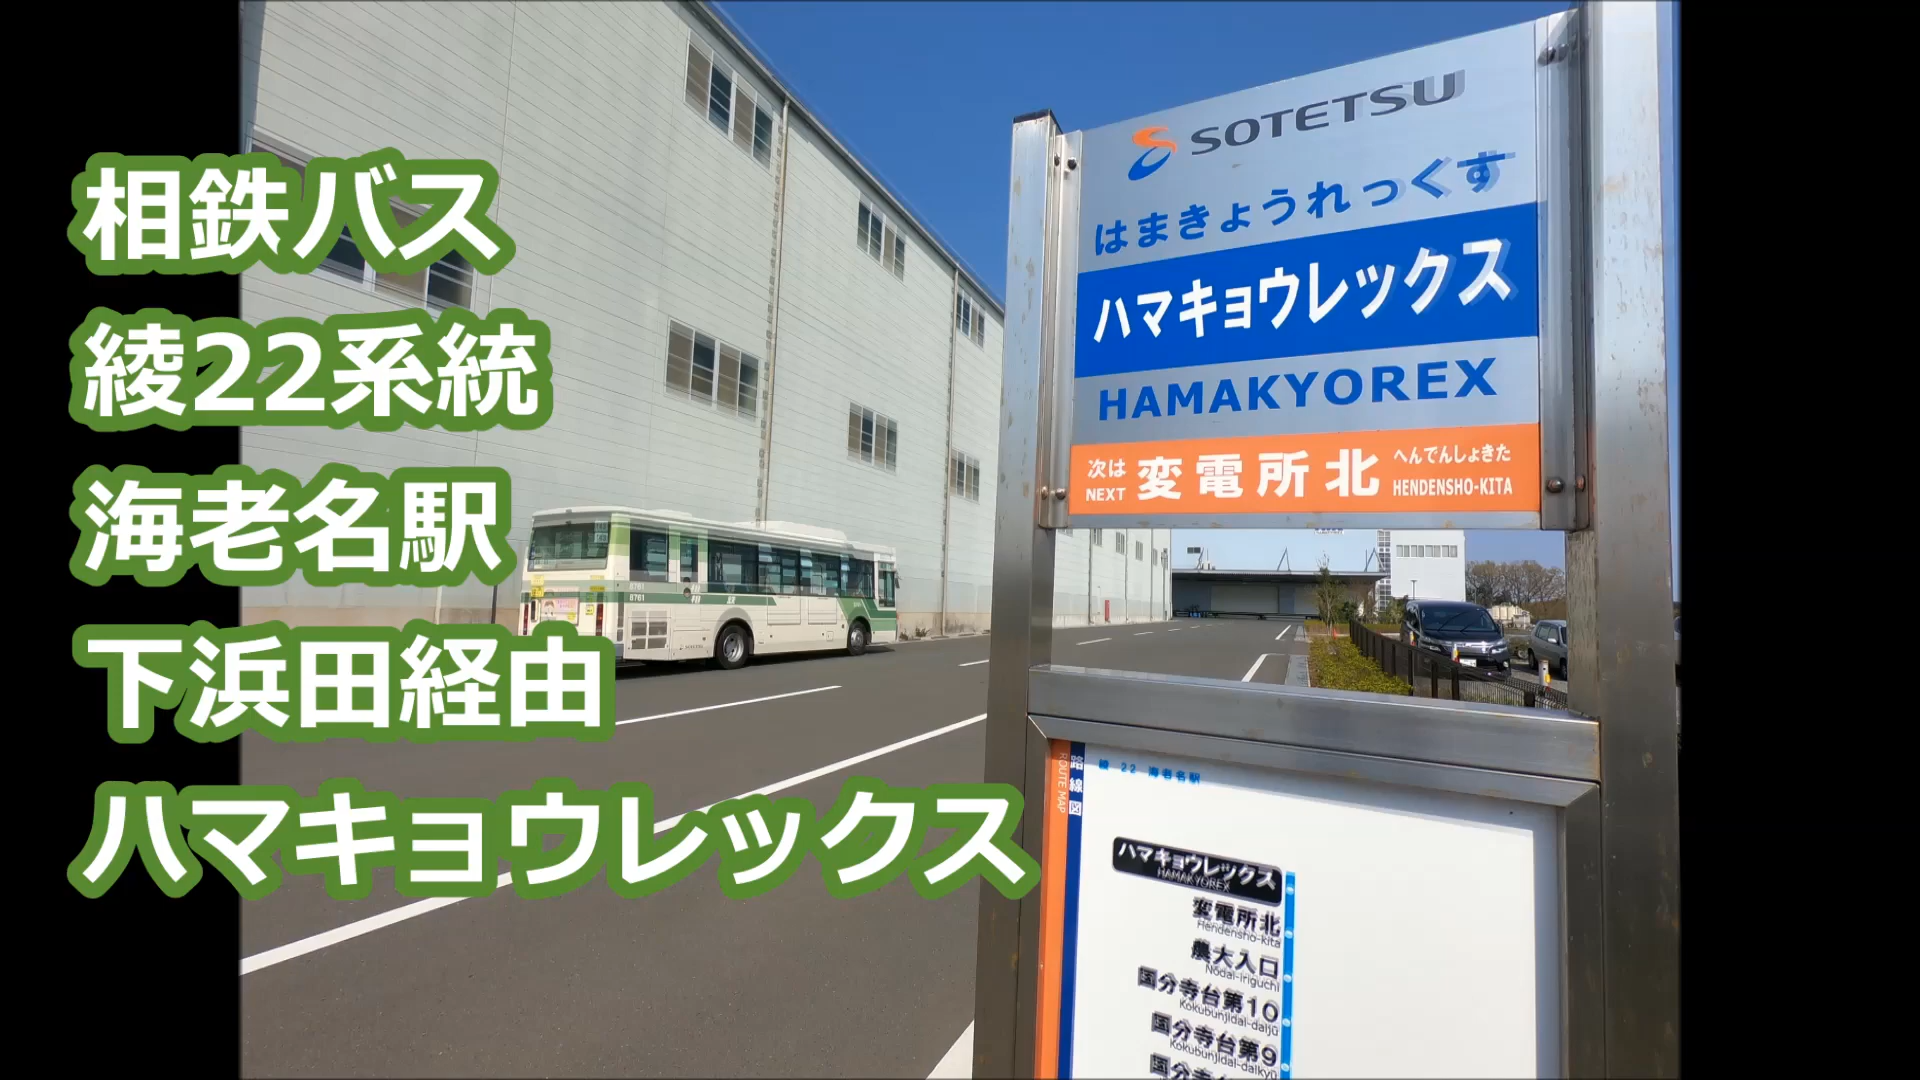 相鉄バス
綾22系統
海老名駅
下浜田経由
ハマキョウレックス
SOTETSU
はまきょうれっくす
ハマキョウレックス
HAMAKYOREX
次は 変電所北 へんでんしょきた
NEXT HENDENSHO-KITA
路線図
ROUTE MAP
綾 22 海老名駅
ハマキョウレックス
HAMAKYOREX
変電所北
Hendensho-kita
農大入口
Nodai-iriguchi
国分寺台第10
Kokubunjidai-daijū
国分寺台第9
Kokubunjidai-daikyū
8761
8761